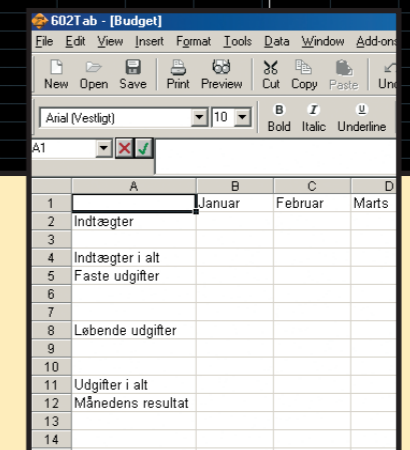 602Tab - [Budget]
File Edit View Insert Format Tools Data Window Add-ons
New Open Save Print Preview Cut Copy Paste
Arial (Vestligt) 10 B I U
Bold Italic Underline
A1
A B C D
1 Januar Februar Marts
2 Indtægter
3
4 Indtægter i alt
5 Faste udgifter
6
7
8 Løbende udgifter
9
10
11 Udgifter i alt
12 Månedens resultat
13
14